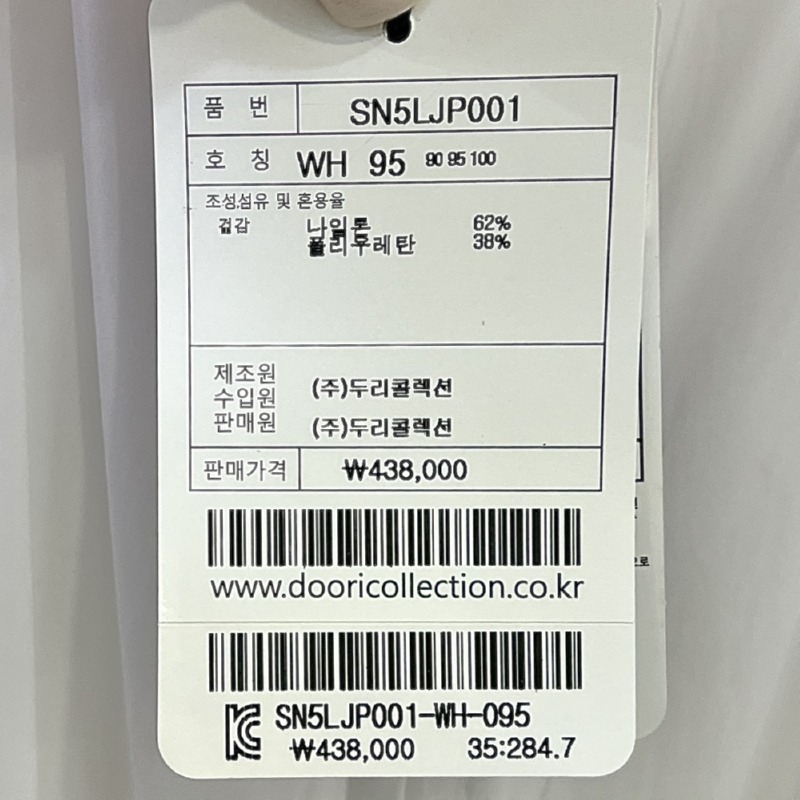 품 번 SN5LJP001
호 칭 WH 95 90 95 100
조성섬유 및 혼용율
겉감 나일론 62%
폴리우레탄 38%
제조원
수입원 (주)두리콜렉션
판매원 (주)두리콜렉션
판매가격 ₩438,000
www.dooricollection.co.kr
SN5LJP001-WH-095
₩438,000 35:284.7